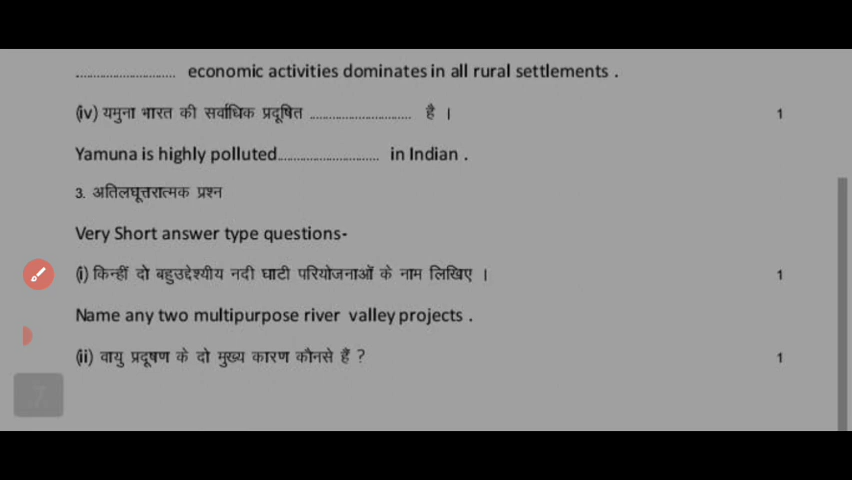 ............................ economic activities dominates in all rural settlements .
(iv) यमुना भारत की सर्वाधिक प्रदूषित ............................. है । 1
Yamuna is highly polluted............................. in Indian .
3. अतिलघूत्तरात्मक प्रश्न
Very Short answer type questions-
(i) किन्हीं दो बहुउद्देश्यीय नदी घाटी परियोजनाओं के नाम लिखिए । 1
Name any two multipurpose river valley projects .
(ii) वायु प्रदूषण के दो मुख्य कारण कौनसे हैं ? 1
7